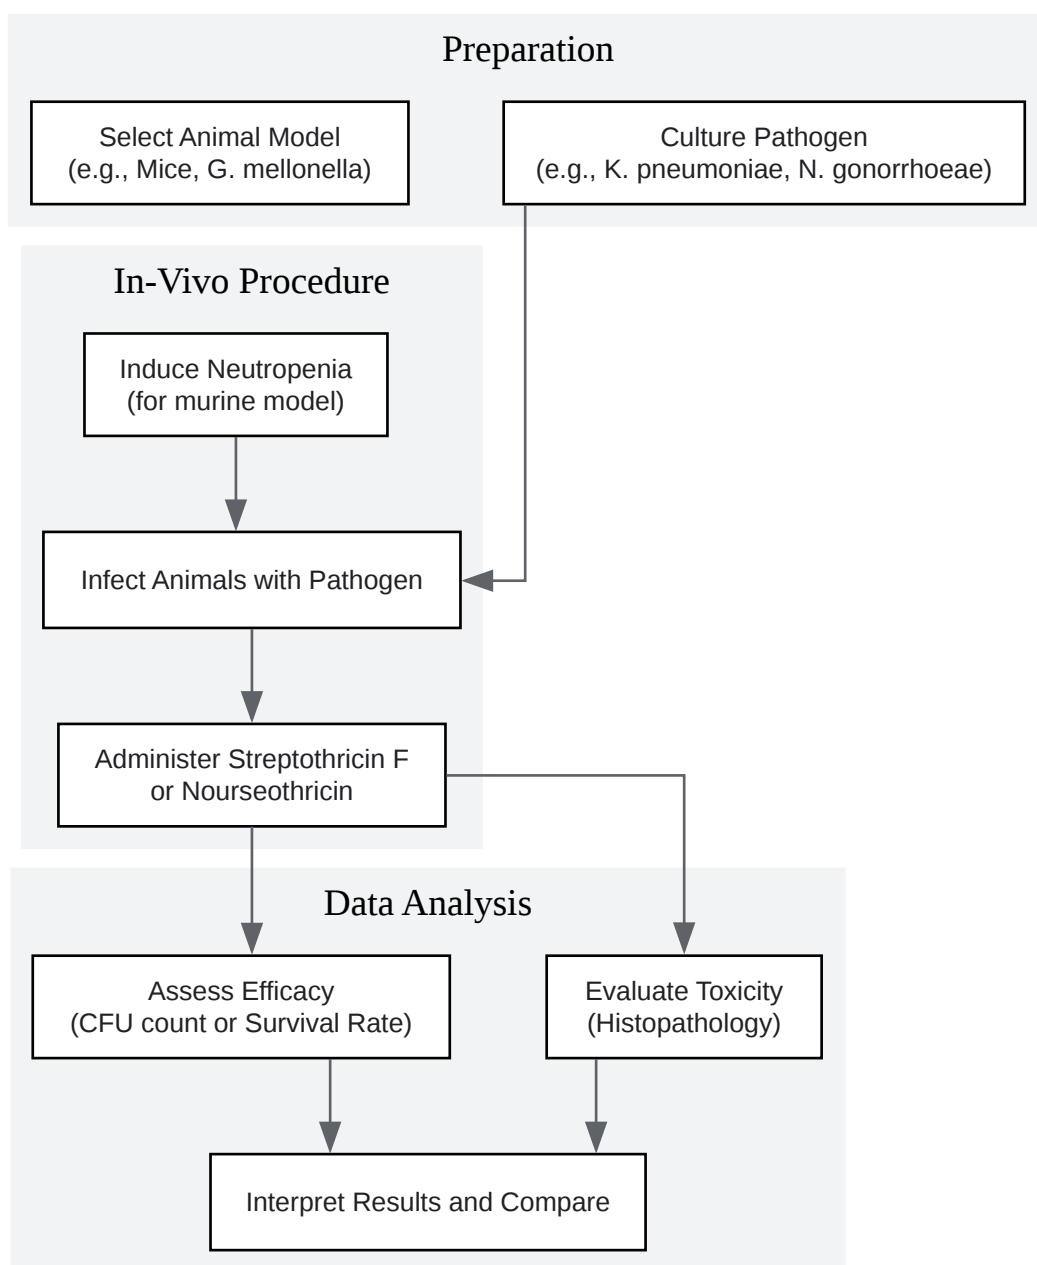 Preparation
Select Animal Model
(e.g., Mice, G. mellonella)
Culture Pathogen
(e.g., K. pneumoniae, N. gonorrhoeae)
In-Vivo Procedure
Induce Neutropenia
(for murine model)
Infect Animals with Pathogen
Administer Streptothricin F
or Nourseothricin
Data Analysis
Assess Efficacy
(CFU count or Survival Rate)
Evaluate Toxicity
(Histopathology)
Interpret Results and Compare